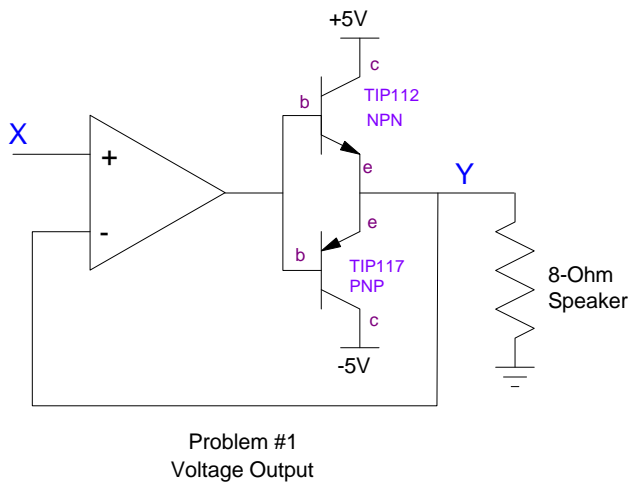 +5V
c
TIP112
b
NPN
X
+
e
Y
-
e
b
TIP117
PNP
8-Ohm
Speaker
c
-5V
Problem #1
Voltage Output